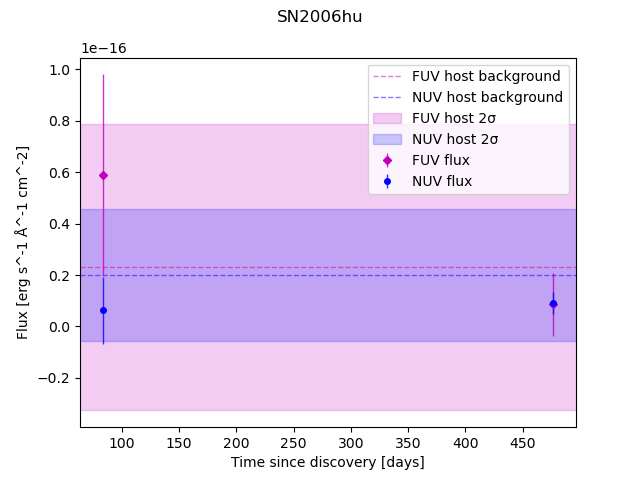 SN2006hu
1e−16
1.0
0.8
0.6
0.4
0.2
0.0
−0.2
Flux [erg s^-1 Å^-1 cm^-2]
FUV host background
NUV host background
FUV host 2σ
NUV host 2σ
FUV flux
NUV flux
100 150 200 250 300 350 400 450
Time since discovery [days]